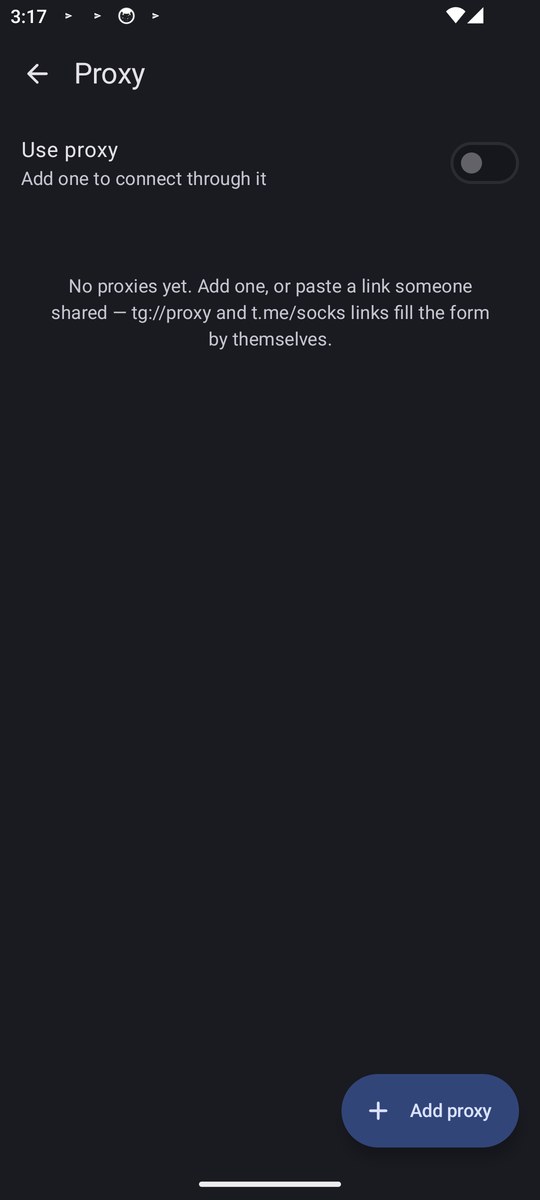 3:17
Proxy
Use proxy
Add one to connect through it
No proxies yet. Add one, or paste a link someone
shared — tg://proxy and t.me/socks links fill the form
by themselves.
Add proxy